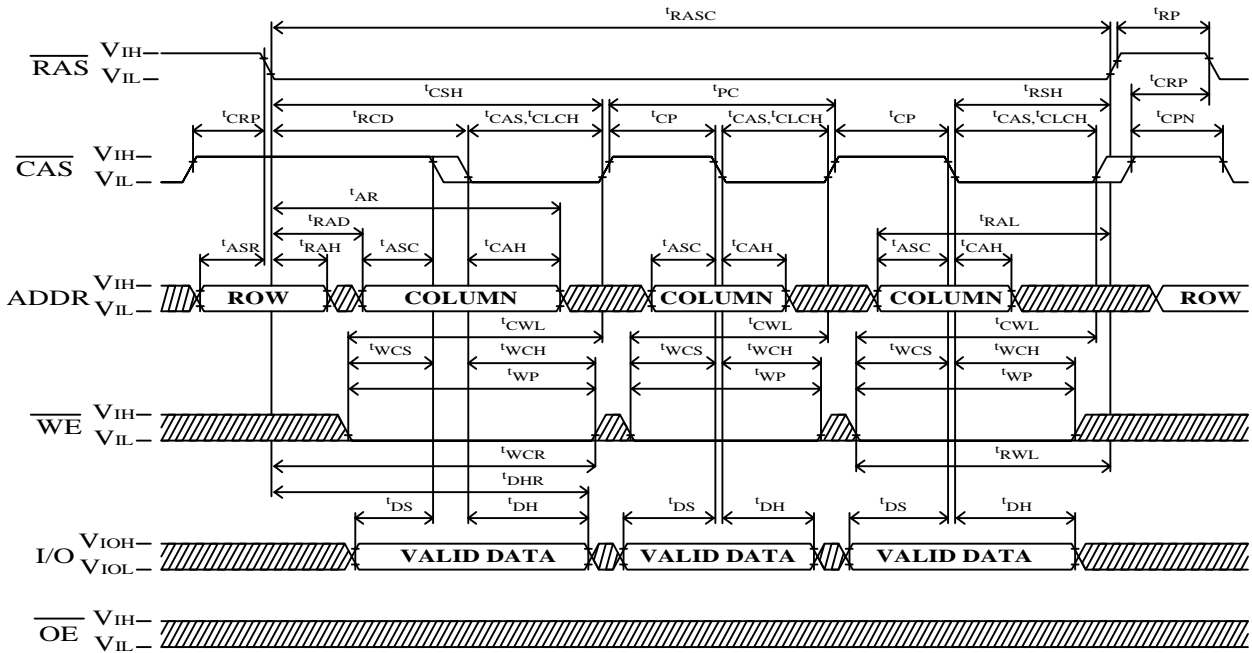 tRASC tRP
RAS VIH
VIL
tCSH tPC tRSH tCRP
tCRP tRCD tCAS,tCLCH tCP tCAS,tCLCH tCP tCAS,tCLCH tCPN
CAS VIH
VIL
tAR
tRAD tRAL
tASR tRAH tASC tCAH tASC tCAH tASC tCAH
ADDR VIH
VIL
ROW COLUMN COLUMN COLUMN ROW
tCWL tCWL tCWL
tWCS tWCH tWCS tWCH tWCS tWCH
tWP tWP tWP
WE VIH
VIL
tWCR tRWL
tDHR
tDS tDH tDS tDH tDS tDH
I/O VIOH
VIOL
VALID DATA VALID DATA VALID DATA
OE VIH
VIL